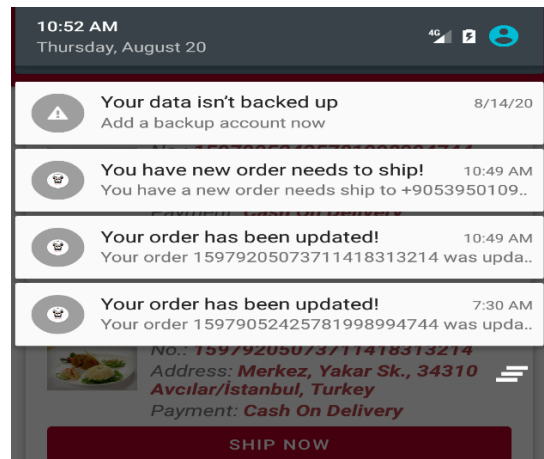 10:52 AM
Thursday, August 20
4G
Your data isn't backed up 8/14/20
Add a backup account now
You have new order needs to ship! 10:49 AM
You have a new order needs ship to +9053950109..
Payment: Cash On Delivery
Your order has been updated! 10:49 AM
Your order 15979205073711418313214 was upda..
Your order has been updated! 7:30 AM
Your order 15979052425781998994744 was upda..
No.: 15979205073711418313214
Address: Merkez, Yakar Sk., 34310
Avcılar/İstanbul, Turkey
Payment: Cash On Delivery
SHIP NOW